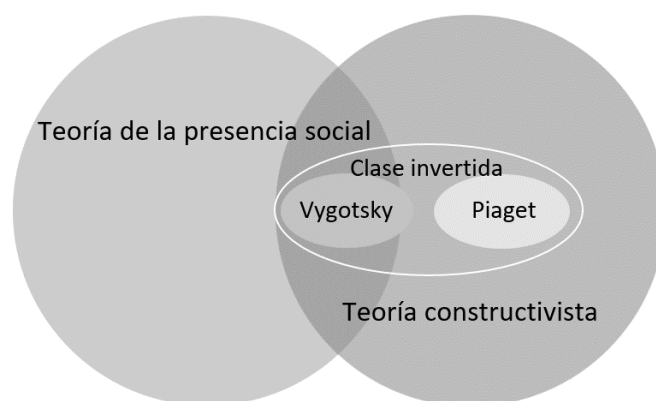 Teoría de la presencia social
Clase invertida
Vygotsky
Piaget
Teoría constructivista